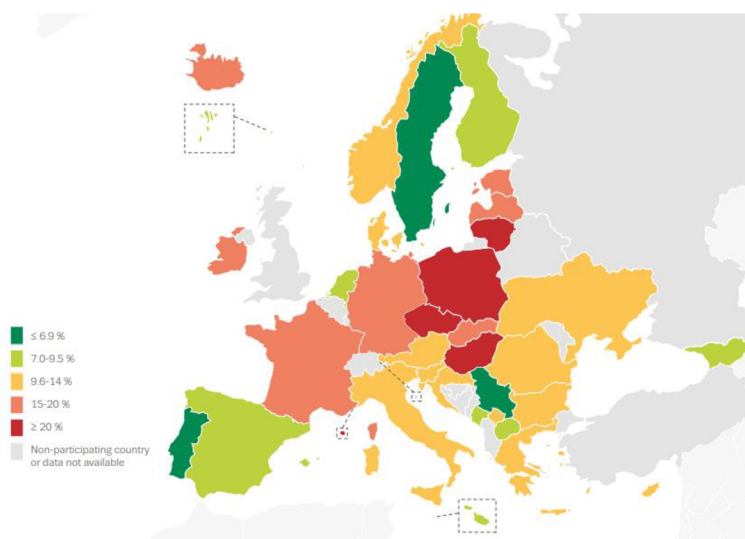 ≤ 6.9 %
7.0-9.5 %
9.6-14 %
15-20 %
≥ 20 %
Non-participating country
or data not available